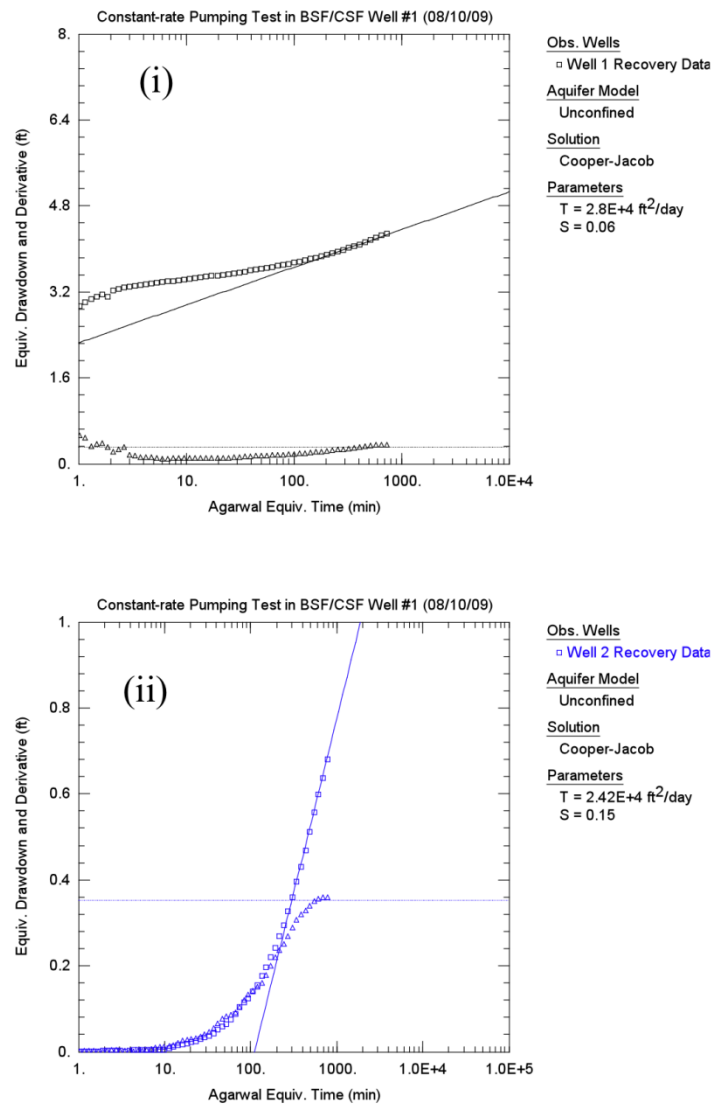 Constant-rate Pumping Test in BSF/CSF Well #1 (08/10/09)
8.
6.4
4.8
3.2
1.6
0.
(i)
Equiv. Drawdown and Derivative (ft)
1.
10.
100.
1000.
1.0E+4
Agarwal Equiv. Time (min)
Obs. Wells
Well 1 Recovery Data
Aquifer Model
Unconfined
Solution
Cooper-Jacob
Parameters
T = 2.8E+4 ft²/day
S = 0.06
Constant-rate Pumping Test in BSF/CSF Well #1 (08/10/09)
1.
0.8
0.6
0.4
0.2
0.
(ii)
Equiv. Drawdown and Derivative (ft)
1.
10.
100.
1000.
1.0E+4
1.0E+5
Agarwal Equiv. Time (min)
Obs. Wells
Well 2 Recovery Data
Aquifer Model
Unconfined
Solution
Cooper-Jacob
Parameters
T = 2.42E+4 ft²/day
S = 0.15